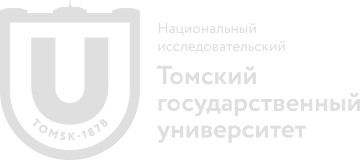 U
TOMSK-1878
Национальный
исследовательский
Томский
государственный
университет